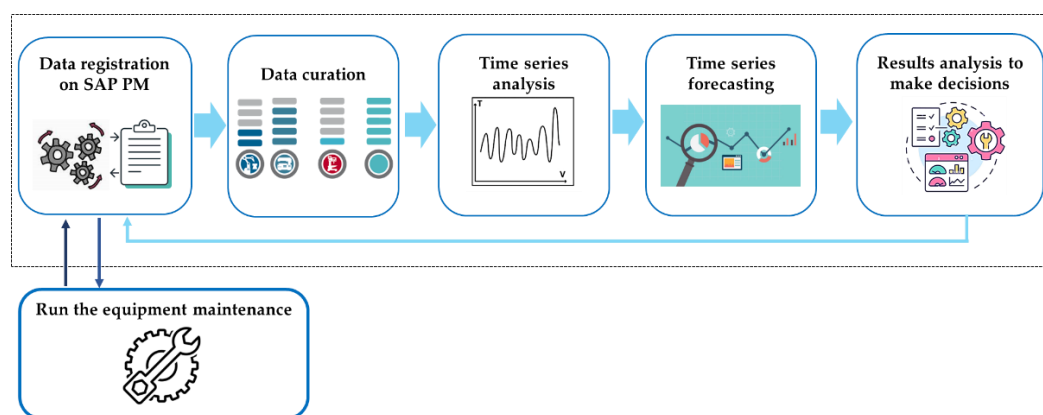 Data registration
on SAP PM
Data curation
Time series
analysis
T
V
Time series
forecasting
Results analysis to
make decisions
Run the equipment maintenance